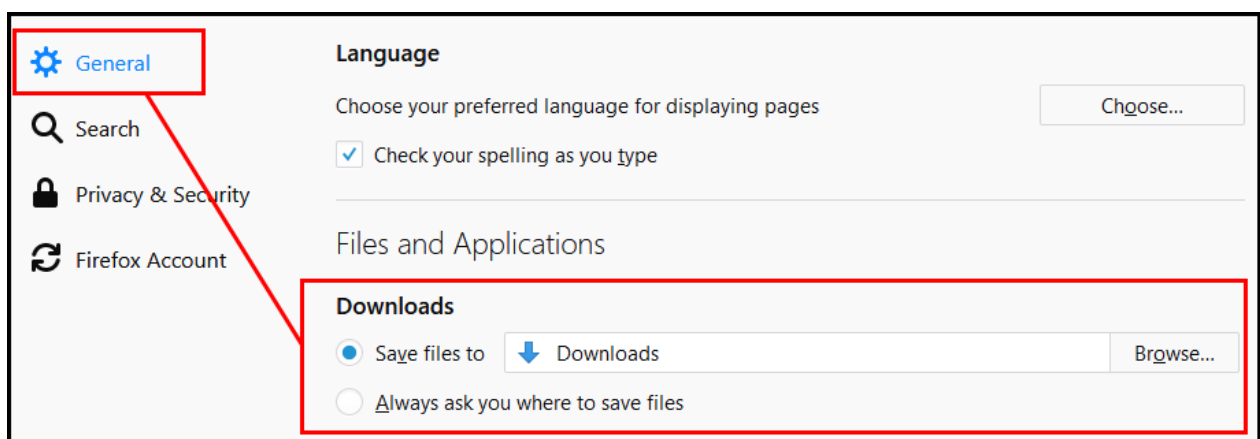 General
Search
Privacy & Security
Firefox Account
Language
Choose your preferred language for displaying pages
Choose...
Check your spelling as you type
Files and Applications
Downloads
Save files to
Downloads
Browse...
Always ask you where to save files